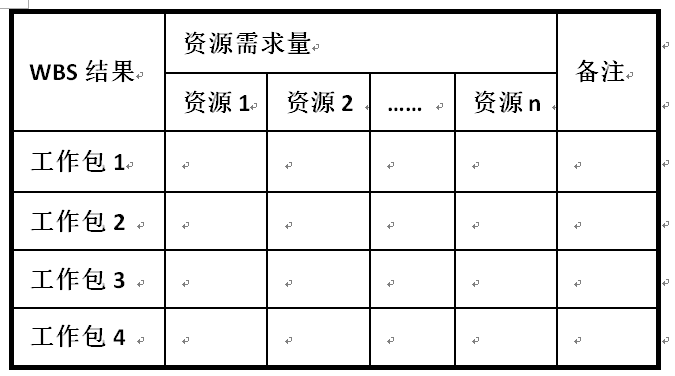 资源需求量
WBS 结果 备注
资源 1 资源 2 …… 资源 n
工作包 1
工作包 2
工作包 3
工作包 4